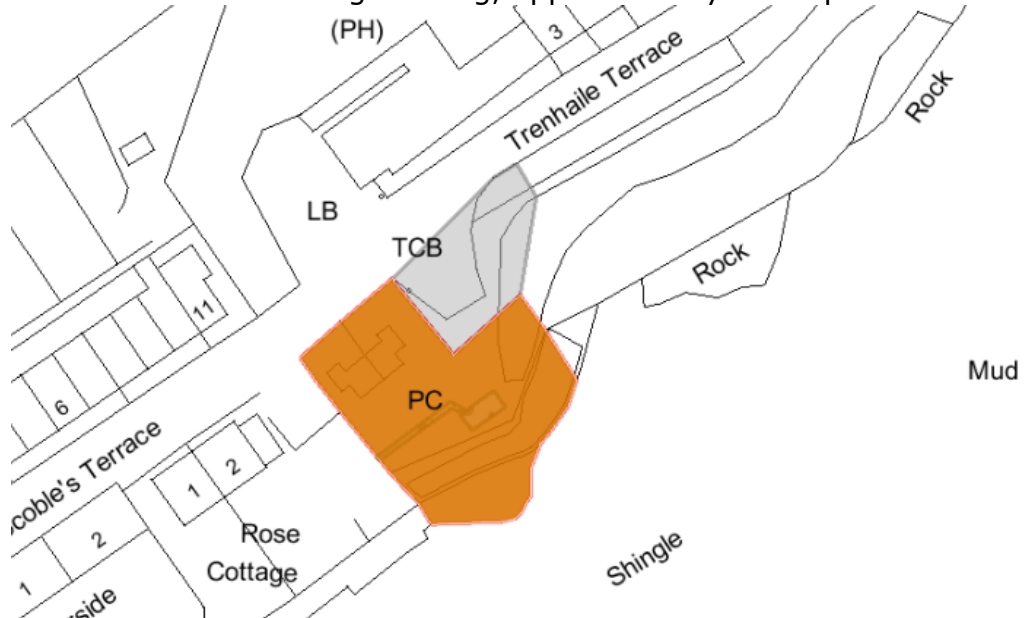 (PH)
3
Trenhaile Terrace
Rock
LB
TCB
Rock
11
Mud
PC
6
coble's Terrace
2
1
2
Rose
Cottage
Shingle
1
rside